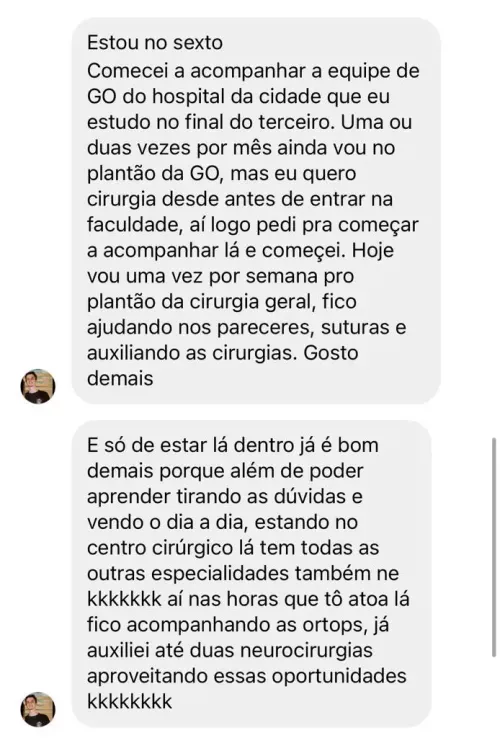 Estou no sexto
Comecei a acompanhar a equipe de
GO do hospital da cidade que eu
estudo no final do terceiro. Uma ou
duas vezes por mês ainda vou no
plantão da GO, mas eu quero
cirurgia desde antes de entrar na
faculdade, aí logo pedi pra começar
a acompanhar lá e começei. Hoje
vou uma vez por semana pro
plantão da cirurgia geral, fico
ajudando nos pareceres, suturas e
auxiliando as cirurgias. Gosto
demais
E só de estar lá dentro já é bom
demais porque além de poder
aprender tirando as dúvidas e
vendo o dia a dia, estando no
centro cirúrgico lá tem todas as
outras especialidades também ne
kkkkkkk aí nas horas que tô atoa lá
fico acompanhando as ortops, já
auxiliei até duas neurocirurgias
aproveitando essas oportunidades
kkkkkkkk